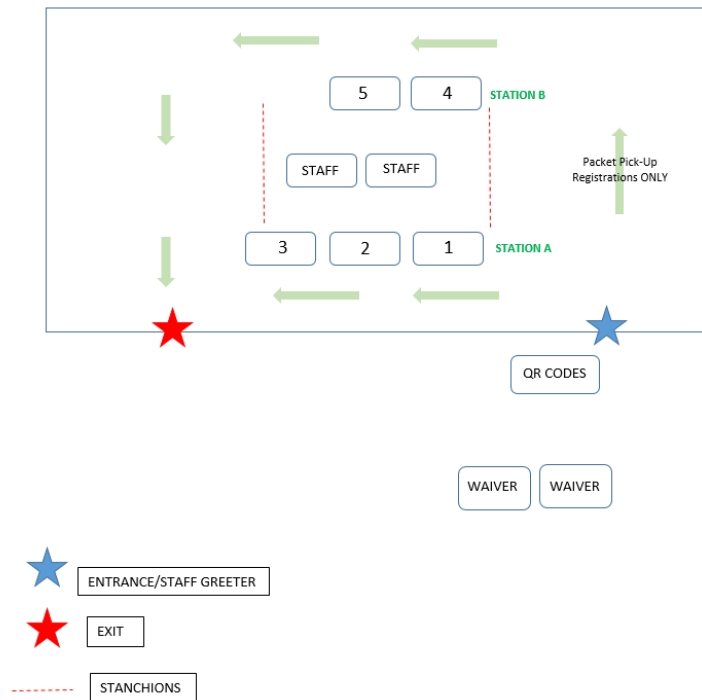 5
4
STATION B
STAFF
STAFF
Packet Pick-Up
Registrations ONLY
3
2
1
STATION A
QR CODES
WAIVER
WAIVER
ENTRANCE/STAFF GREETER
EXIT
STANCHIONS